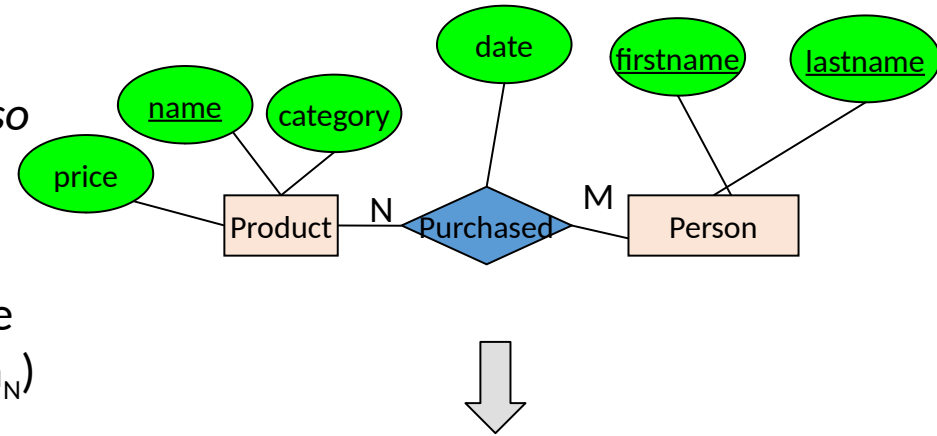 date
firstname
lastname
name
category
so
price
N
M
Product
Purchased
Person
e
N)